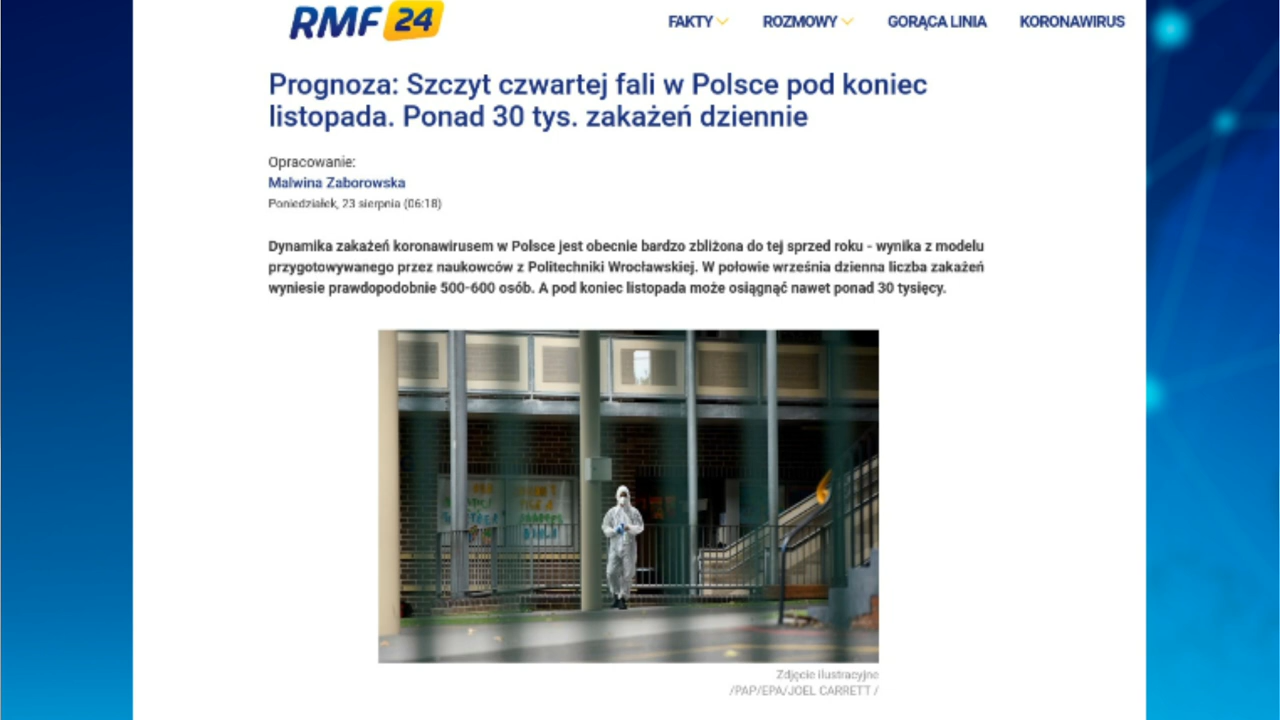 RMF 24
FAKTY
ROZMOWY
GORĄCA LINIA
KORONAWIRUS
Prognoza: Szczyt czwartej fali w Polsce pod koniec
listopada. Ponad 30 tys. zakażeń dziennie
Opracowanie:
Malwina Zaborowska
Poniedziałek, 23 sierpnia (06:18)
Dynamika zakażeń koronawirusem w Polsce jest obecnie bardzo zbliżona do tej sprzed roku - wynika z modelu
przygotowywanego przez naukowców z Politechniki Wrocławskiej. W połowie września dzienna liczba zakażeń
wyniesie prawdopodobnie 500-600 osób. A pod koniec listopada może osiągnąć nawet ponad 30 tysięcy.
Zdjęcie ilustracyjne
/PAP/EPA/JOEL CARRETT /